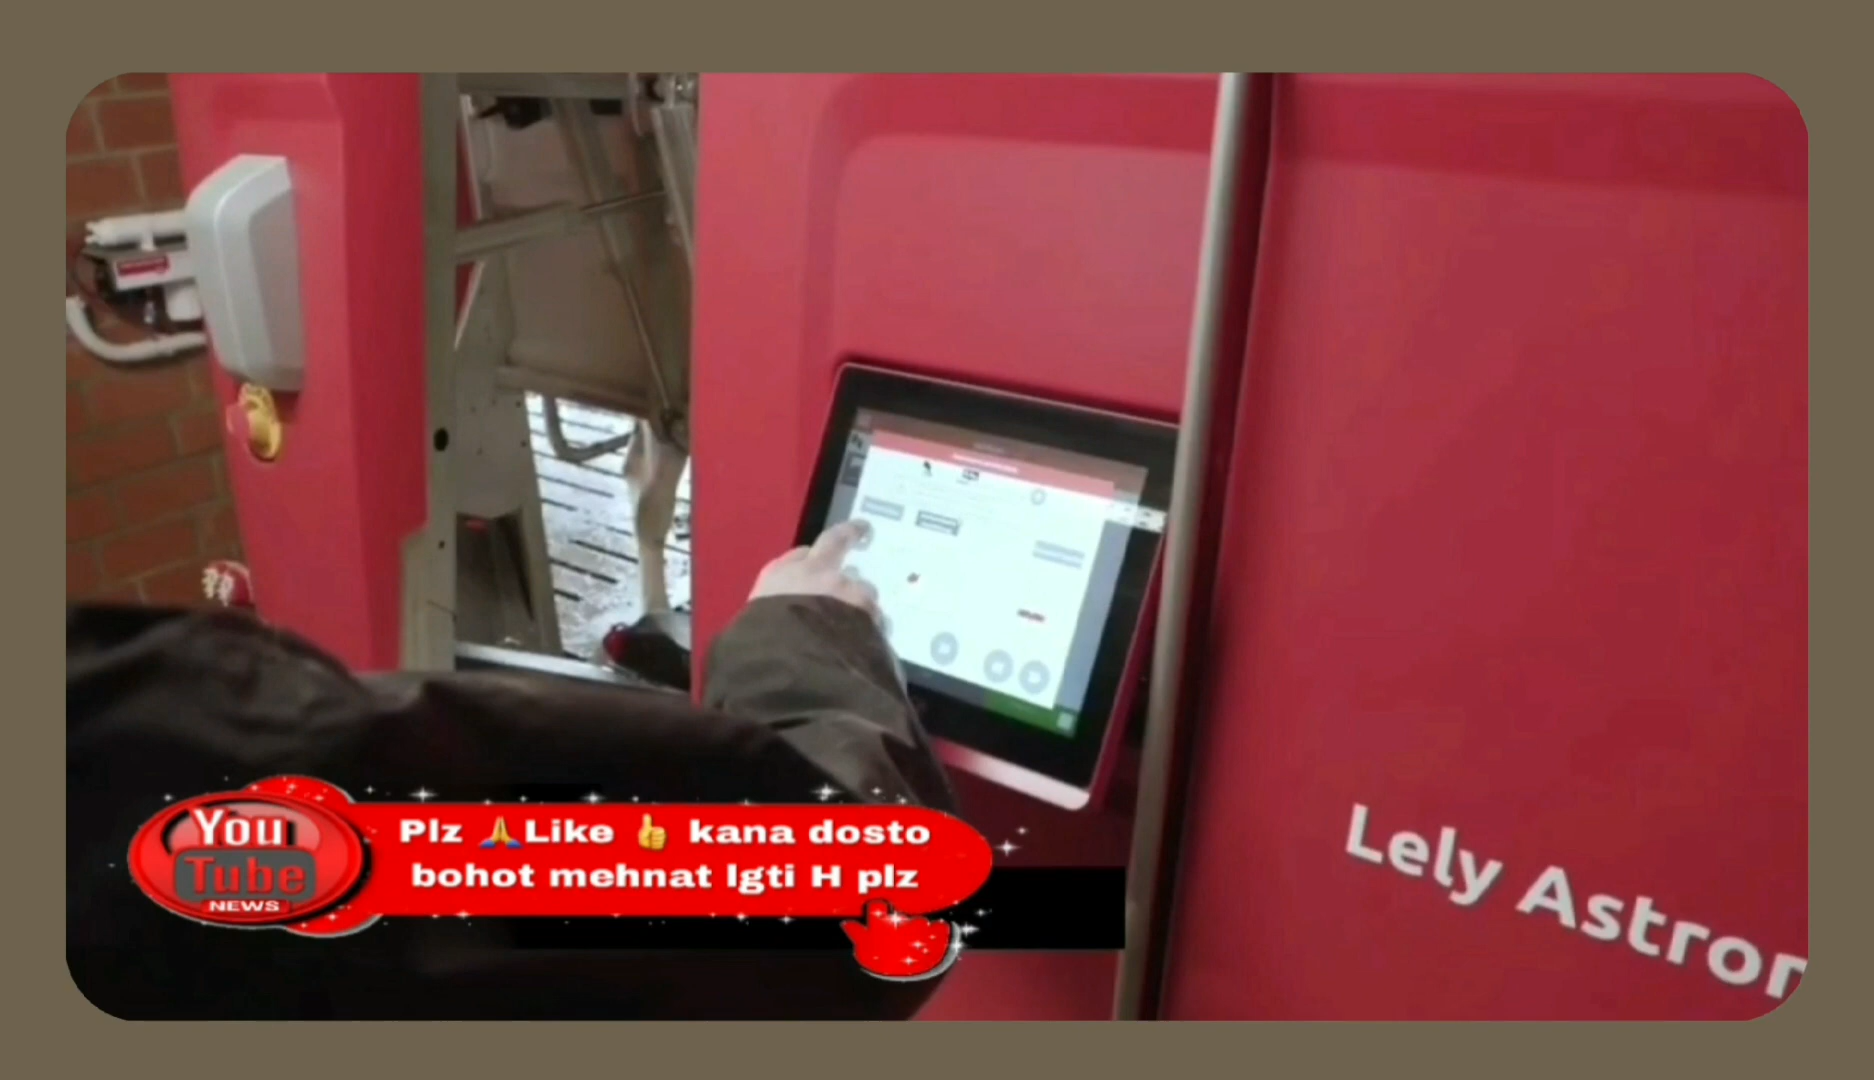 You
Tube
NEWS
Plz 🙏Like 👍 kana dosto
bohot mehnat lgti H plz
Lely Astron